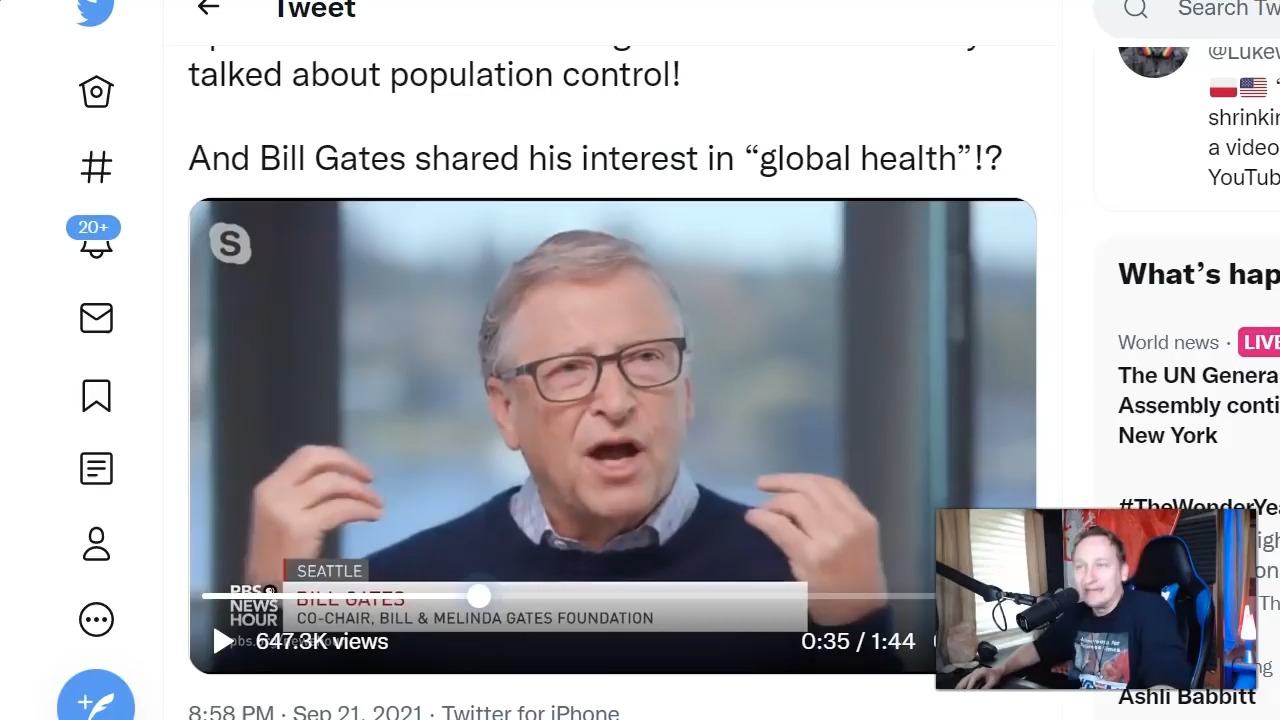 Tweet
Search Tw
talked about population control!
And Bill Gates shared his interest in “global health”!?
20+
S
SEATTLE
PBS
NEWS
HOUR
BILL GATES
CO-CHAIR, BILL & MELINDA GATES FOUNDATION
647.3K views
0:35 / 1:44
8:58 PM · Sep 21, 2021 · Twitter for iPhone
@Lukew
shrinkin
a video
YouTub
What’s hap
World news · LIVE
The UN Genera
Assembly conti
New York
#TheWonderYea
Ashli Babbitt